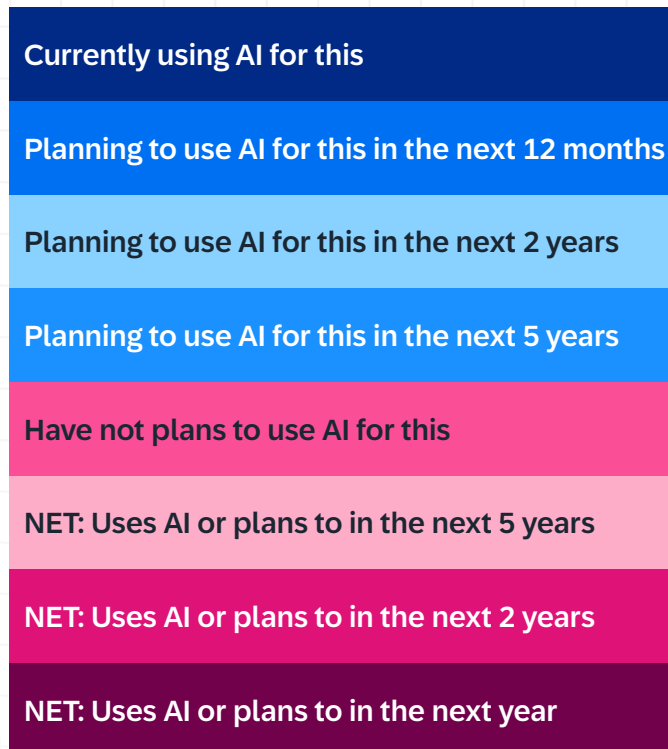 Currently using AI for this
Planning to use AI for this in the next 12 months
Planning to use AI for this in the next 2 years
Planning to use AI for this in the next 5 years
Have not plans to use AI for this
NET: Uses AI or plans to in the next 5 years
NET: Uses AI or plans to in the next 2 years
NET: Uses AI or plans to in the next year